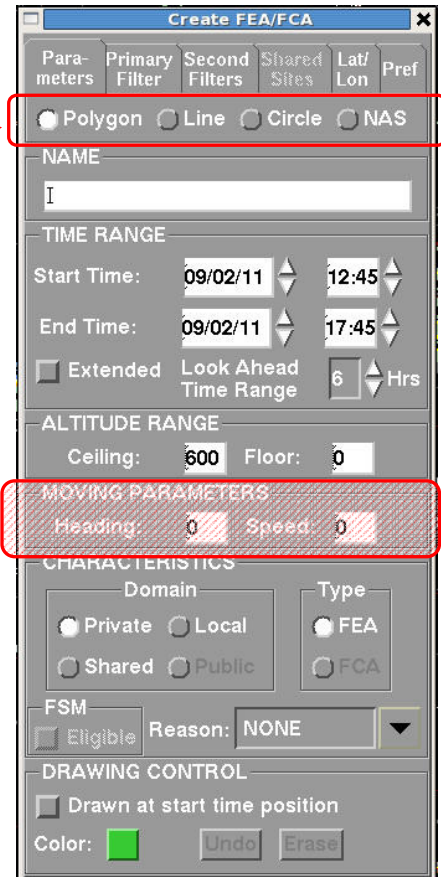 Create FEA/FCA
Para- Primary Second Shared Lat/ Pref
meters Filter Filters Sites Lon
Polygon Line Circle NAS
NAME
TIME RANGE
Start Time: 09/02/11 12:45
End Time: 09/02/11 17:45
Extended Look Ahead Time Range 6 Hrs
ALTITUDE RANGE
Ceiling: 600 Floor: 0
MOVING PARAMETERS
Heading: 0 Speed: 0
CHARACTERISTICS
Domain Type
Private Local FEA
Shared Public FCA
FSM
Eligible Reason: NONE
DRAWING CONTROL
Drawn at start time position
Color: Undo Erase